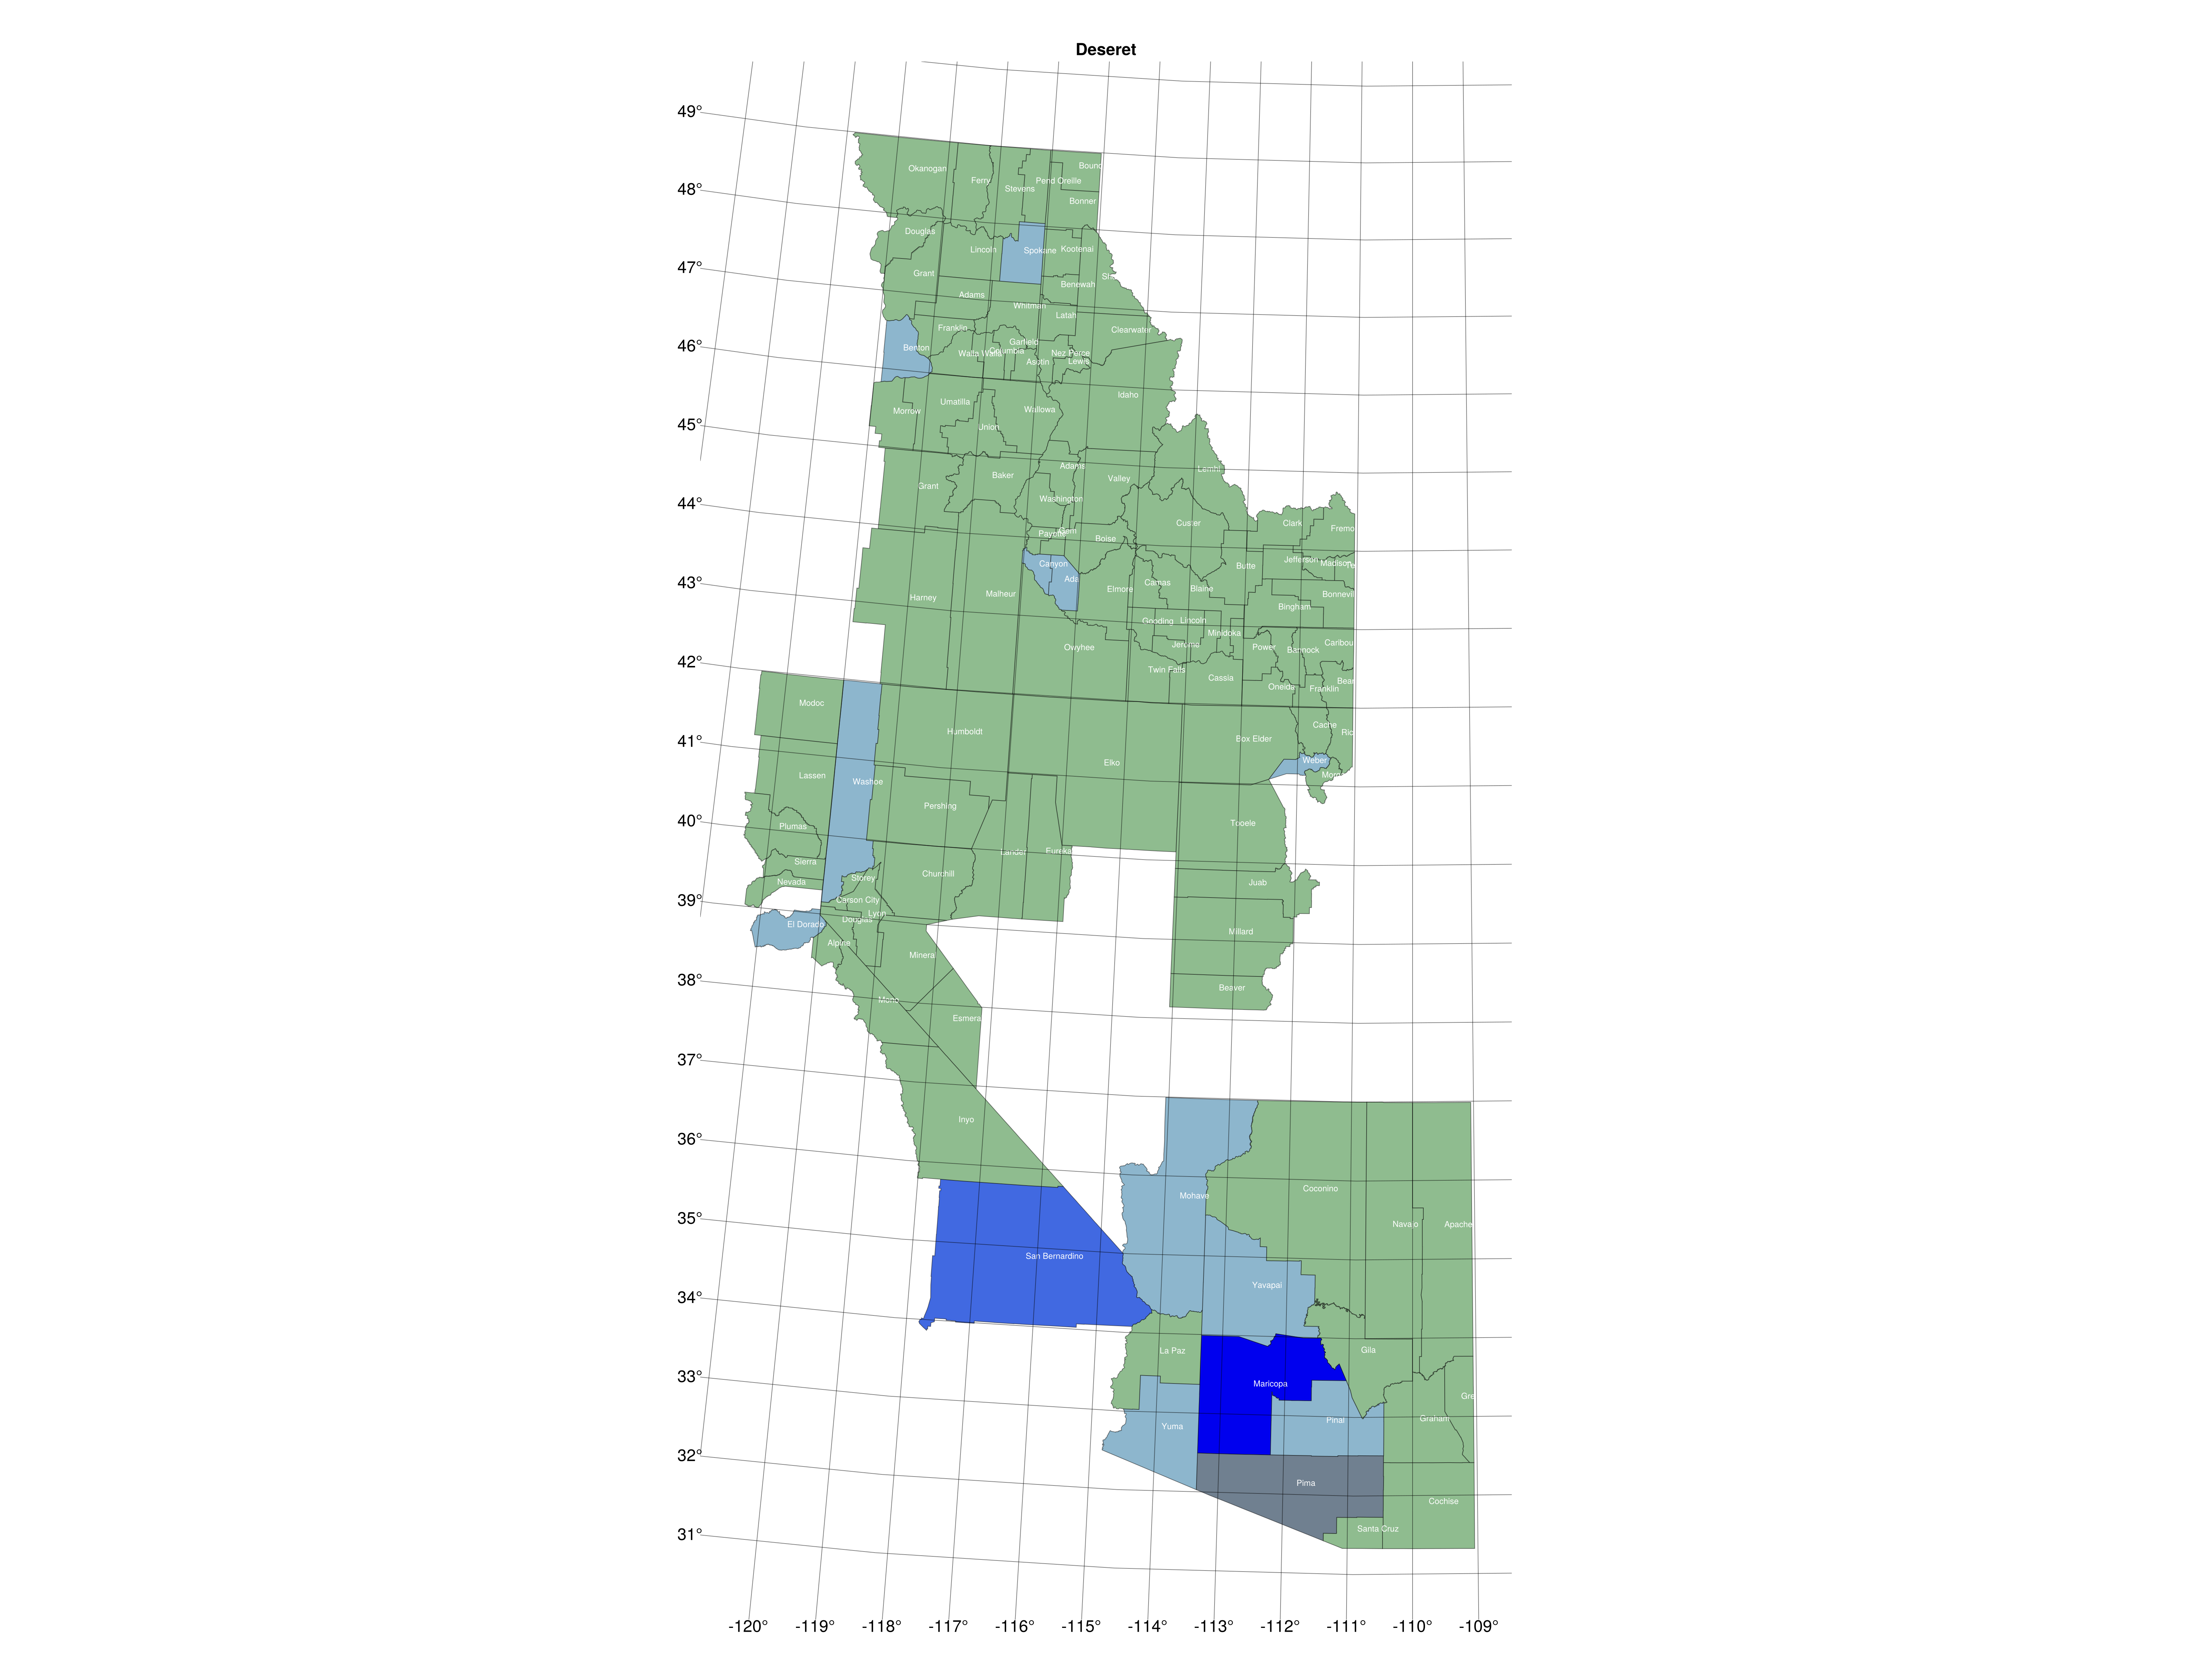 Deseret
49°
Bound
Okanogan
Ferry
Pend Oreille
48°
Stevens
Bonner
Douglas
Lincoln
Spokane
Kootenai
47°
Grant
Benewah
Adams
Whitman
Latah
Franklin
Clearwater
46°
Benton
Garfield
Walla Walla
Columbia
Nez Perce
Asotin
Lewis
Idaho
Umatilla
Morrow
Wallowa
45°
Union
Adams
Lemhi
Baker
Valley
Grant
Washington
44°
Custer
Clark
Fremo
Payette
Gem
Boise
Canyon
Jefferson
Madison
Te
Butte
43°
Ada
Camas
Elmore
Blaine
Harney
Malheur
Bonnevil
Bingham
Gooding
Lincoln
Minidoka
Owyhee
Jerome
Power
Bannock
Caribou
42°
Twin Falls
Cassia
Oneida
Franklin
Bear
Modoc
Humboldt
Cache
Ric
41°
Box Elder
Elko
Weber
Lassen
Washoe
Morg
Pershing
40°
Plumas
Tooele
Lander
Eureka
Sierra
Storey
Churchill
Nevada
Juab
39°
Carson City
Lyon
El Dorado
Douglas
Millard
Alpine
Mineral
38°
Beaver
Mono
Esmera
37°
Inyo
36°
Mohave
Coconino
35°
Navajo
Apache
San Bernardino
34°
Yavapai
La Paz
Gila
33°
Maricopa
Gre
Yuma
Pinal
Graham
32°
Pima
Cochise
31°
Santa Cruz
-120° -119° -118° -117° -116° -115° -114° -113° -112° -111° -110° -109°